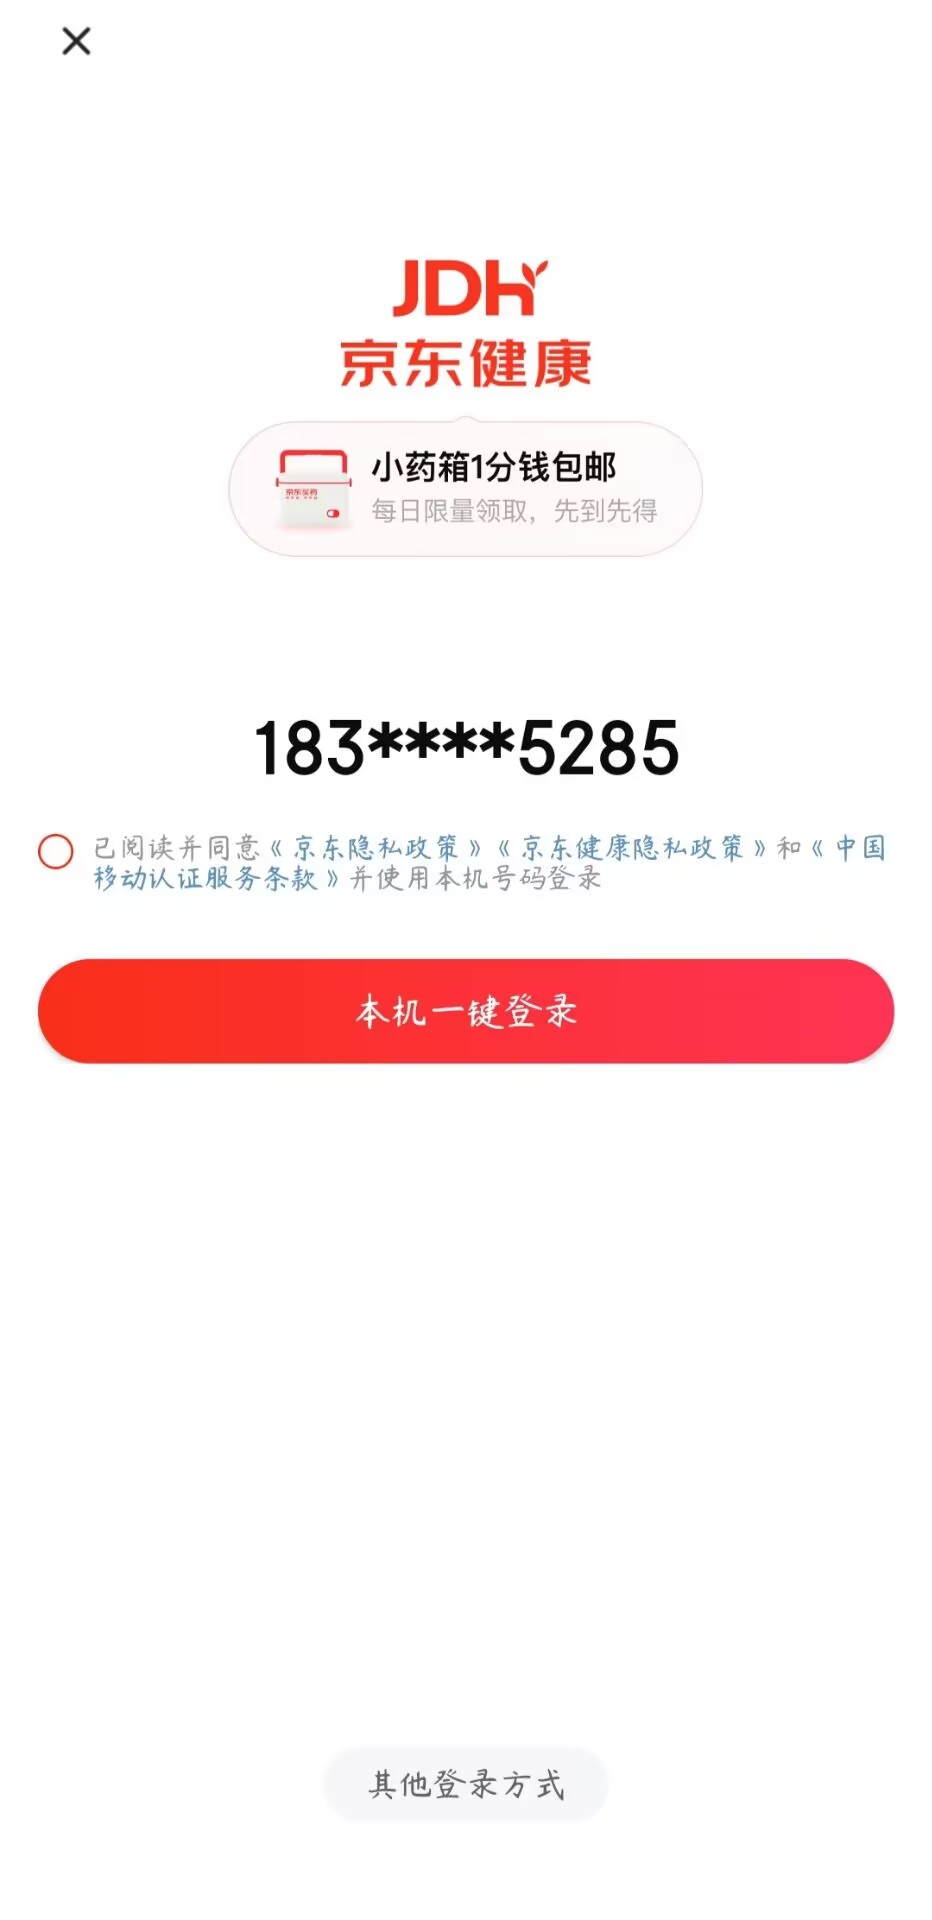 JDH
京东健康
京东买药
小药箱1分钱包邮
每日限量领取，先到先得
183****5285
已阅读并同意《京东隐私政策》《京东健康隐私政策》和《中国
移动认证服务条款》并使用本机号码登录
本机一键登录
其他登录方式